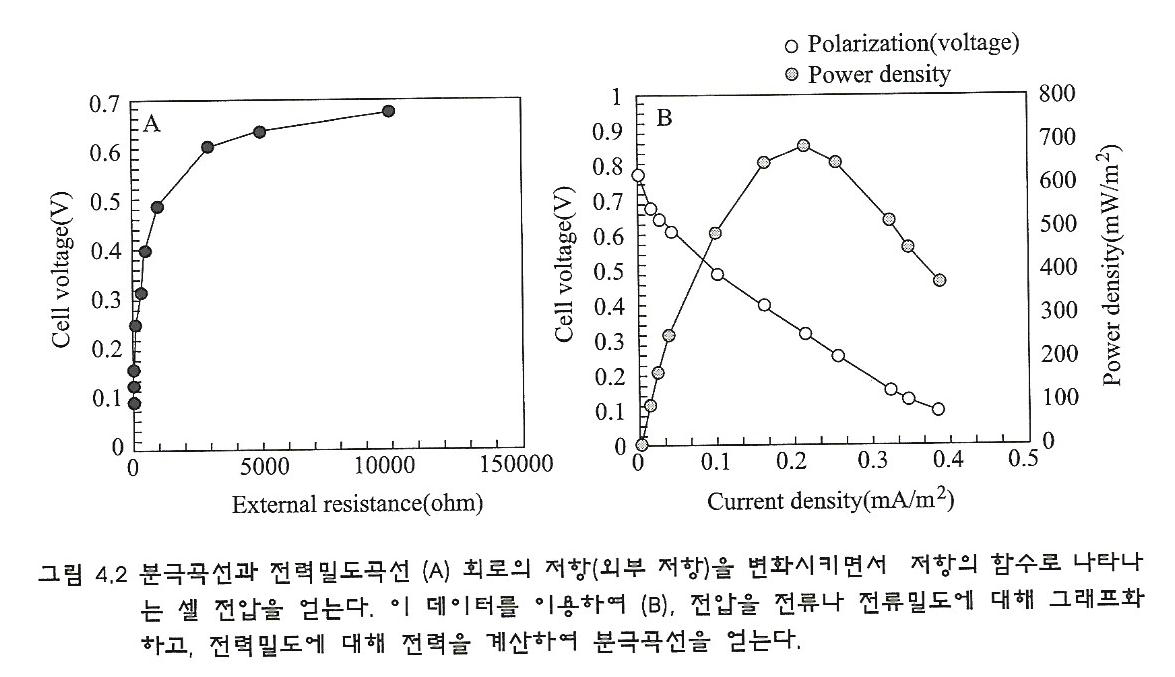 Polarization(voltage)
Power density
A
0.7
0.6
0.5
0.4
0.3
0.2
0.1
0
0 5000 10000 150000
Cell voltage(V)
External resistance(ohm)
B
1
0.9
0.8
0.7
0.6
0.5
0.4
0.3
0.2
0.1
0
0 0.1 0.2 0.3 0.4 0.5
Cell voltage(V)
Current density(mA/m²)
800
700
600
500
400
300
200
100
0
Power density(mW/m²)
그림 4.2 분극곡선과 전력밀도곡선 (A) 회로의 저항(외부 저항)을 변화시키면서 저항의 함수로 나타나
는 셀 전압을 얻는다. 이 데이터를 이용하여 (B), 전압을 전류나 전류밀도에 대해 그래프화
하고, 전력밀도에 대해 전력을 계산하여 분극곡선을 얻는다.